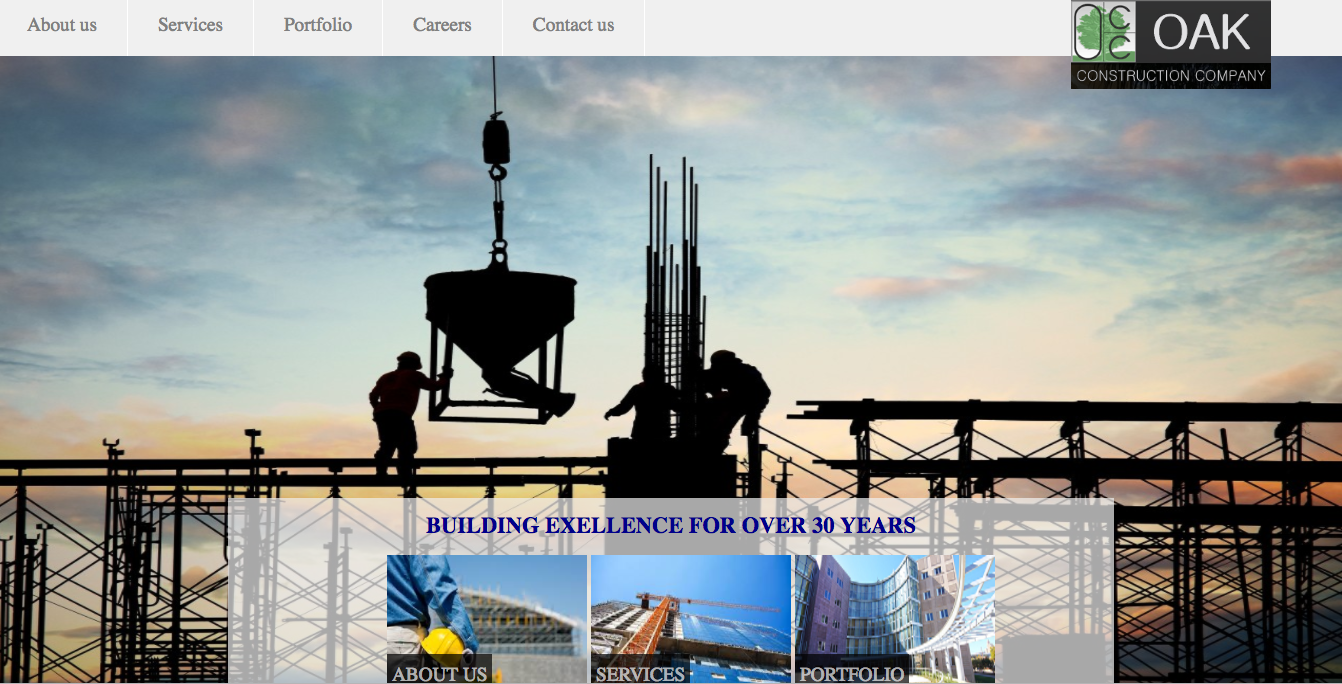 About us
Services
Portfolio
Careers
Contact us
OCC
OAK
CONSTRUCTION COMPANY
BUILDING EXELLENCE FOR OVER 30 YEARS
ABOUT US
SERVICES
PORTFOLIO